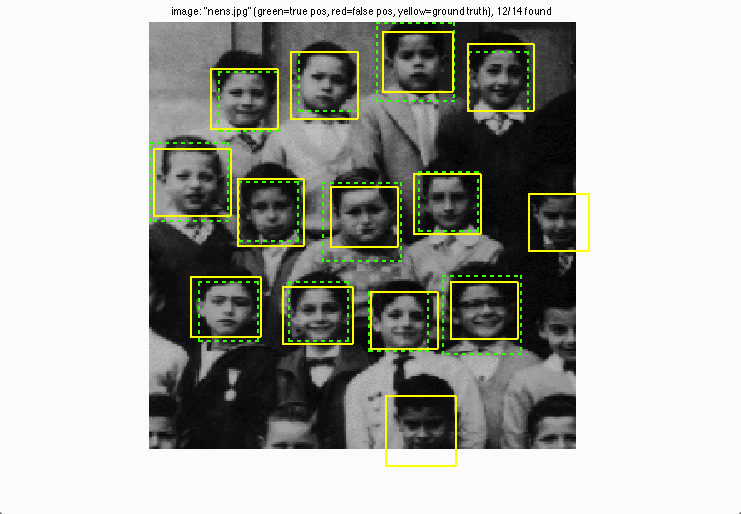 image: "nens.jpg" (green=true pos, red=false pos, yellow=ground truth), 12/14 found